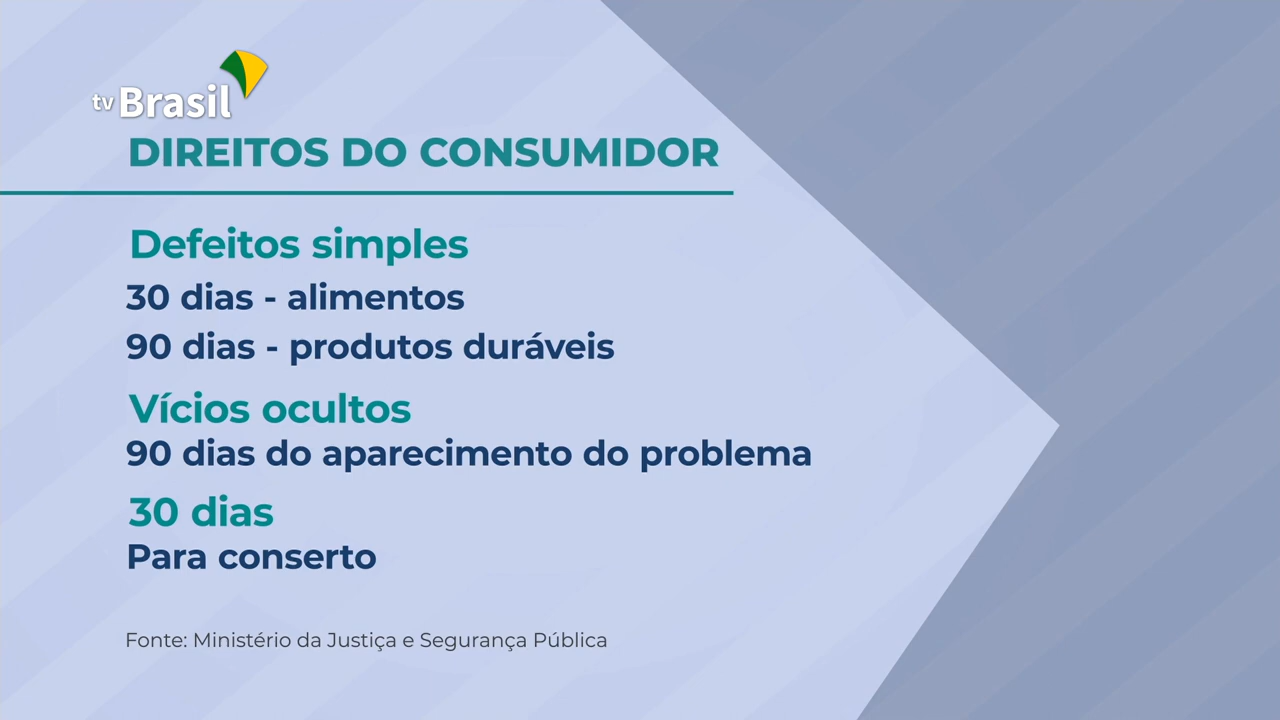 tv Brasil
DIREITOS DO CONSUMIDOR
Defeitos simples
30 dias - alimentos
90 dias - produtos duráveis
Vícios ocultos
90 dias do aparecimento do problema
30 dias
Para conserto
Fonte: Ministério da Justiça e Segurança Pública